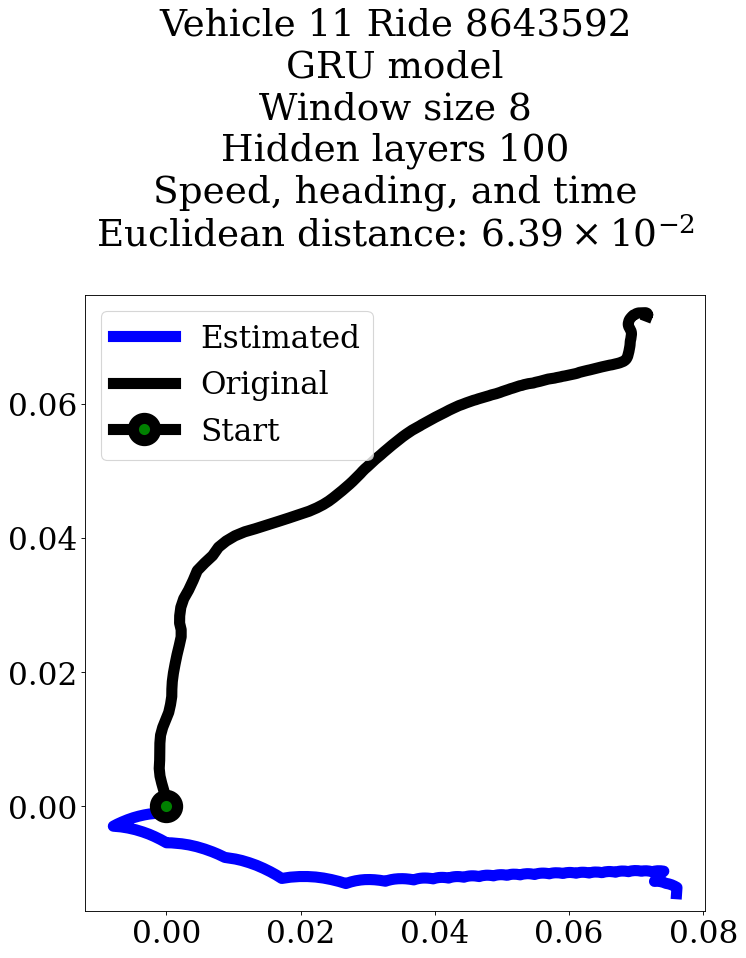 Vehicle 11 Ride 8643592
GRU model
Window size 8
Hidden layers 100
Speed, heading, and time
Euclidean distance: 6.39 × 10⁻²
Estimated
Original
Start
0.06
0.04
0.02
0.00
0.00 0.02 0.04 0.06 0.08